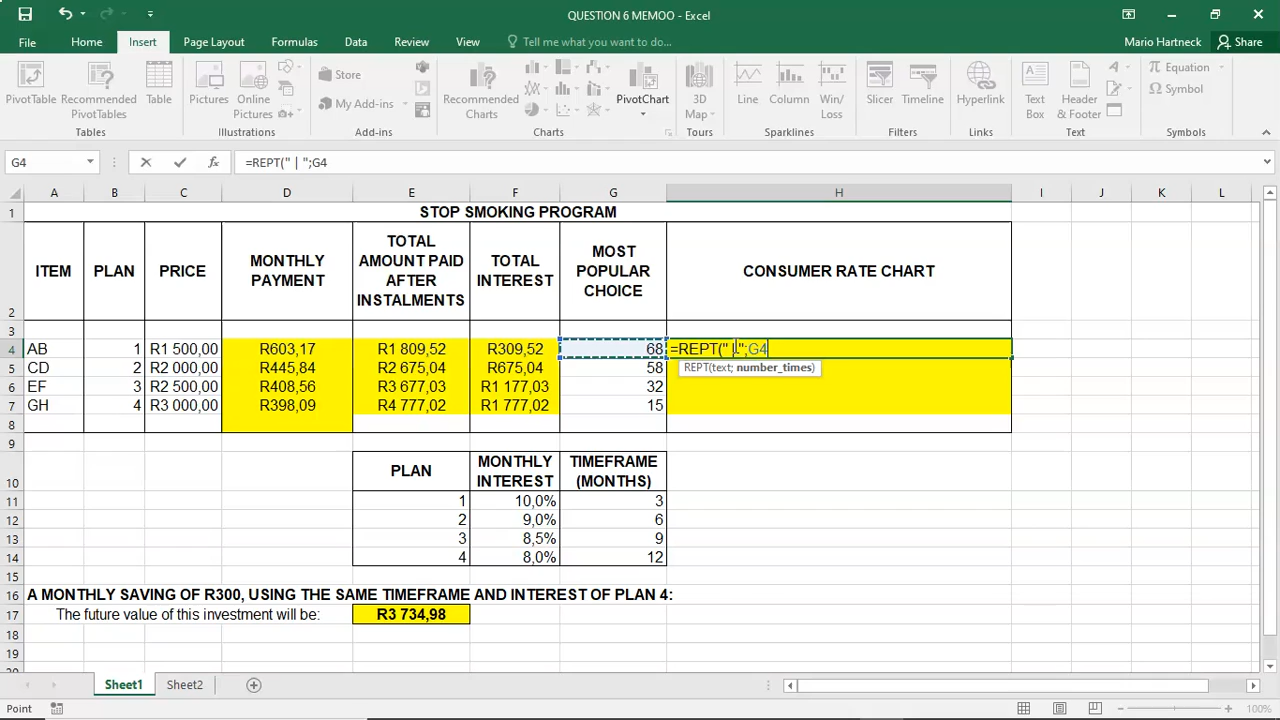 QUESTION 6 MEMOO - Excel
File Home Insert Page Layout Formulas Data Review View Tell me what you want to do... Mario Hartneck Share
PivotTable Recommended PivotTables Table
Tables
Pictures Online Pictures
Illustrations
Store
My Add-ins
Add-ins
Recommended Charts
PivotChart
Charts
3D Map
Tours
Line Column Win/ Loss
Sparklines
Slicer Timeline
Filters
Hyperlink
Links
Text Box Header & Footer
Text
Equation
Symbol
Symbols
G4 fx =REPT(" | ";G4
A B C D E F G H I J K L
1 STOP SMOKING PROGRAM
2 ITEM PLAN PRICE MONTHLY PAYMENT TOTAL AMOUNT PAID AFTER INSTALMENTS TOTAL INTEREST MOST POPULAR CHOICE CONSUMER RATE CHART
3
4 AB 1 R1 500,00 R603,17 R1 809,52 R309,52 68 =REPT(" | ";G4
REPT(text; number_times)
5 CD 2 R2 000,00 R445,84 R2 675,04 R675,04 58
6 EF 3 R2 500,00 R408,56 R3 677,03 R1 177,03 32
7 GH 4 R3 000,00 R398,09 R4 777,02 R1 777,02 15
8
9
10 PLAN MONTHLY INTEREST TIMEFRAME (MONTHS)
11 1 10,0% 3
12 2 9,0% 6
13 3 8,5% 9
14 4 8,0% 12
15
16 A MONTHLY SAVING OF R300, USING THE SAME TIMEFRAME AND INTEREST OF PLAN 4:
17 The future value of this investment will be: R3 734,98
18
19
20
Sheet1 Sheet2
Point 100%